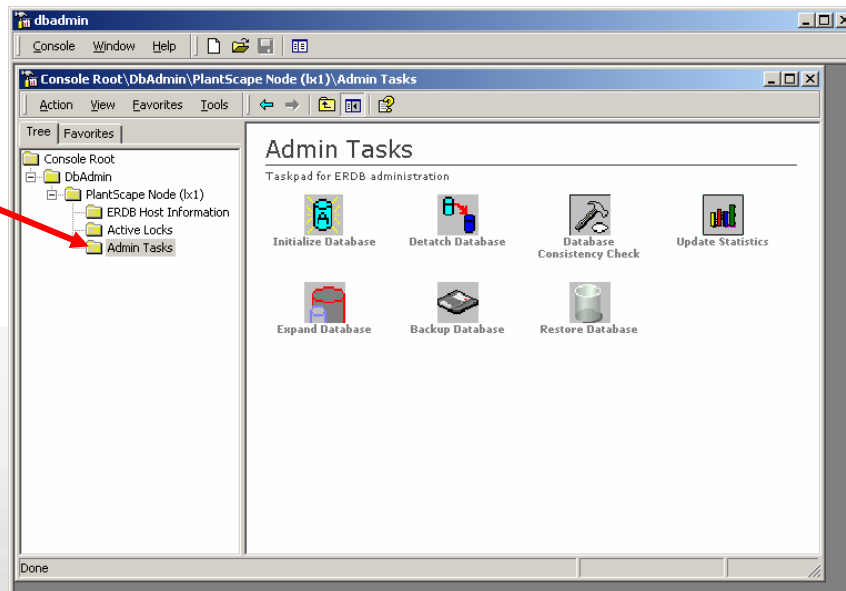 dbadmin
Console Window Help
Console Root\DbAdmin\PlantScape Node (lx1)\Admin Tasks
Action View Favorites Tools
Tree Favorites
Console Root
DbAdmin
PlantScape Node (lx1)
ERDB Host Information
Active Locks
Admin Tasks
Admin Tasks
Taskpad for ERDB administration
Initialize Database
Detatch Database
Database
Consistency Check
Update Statistics
Expand Database
Backup Database
Restore Database
Done